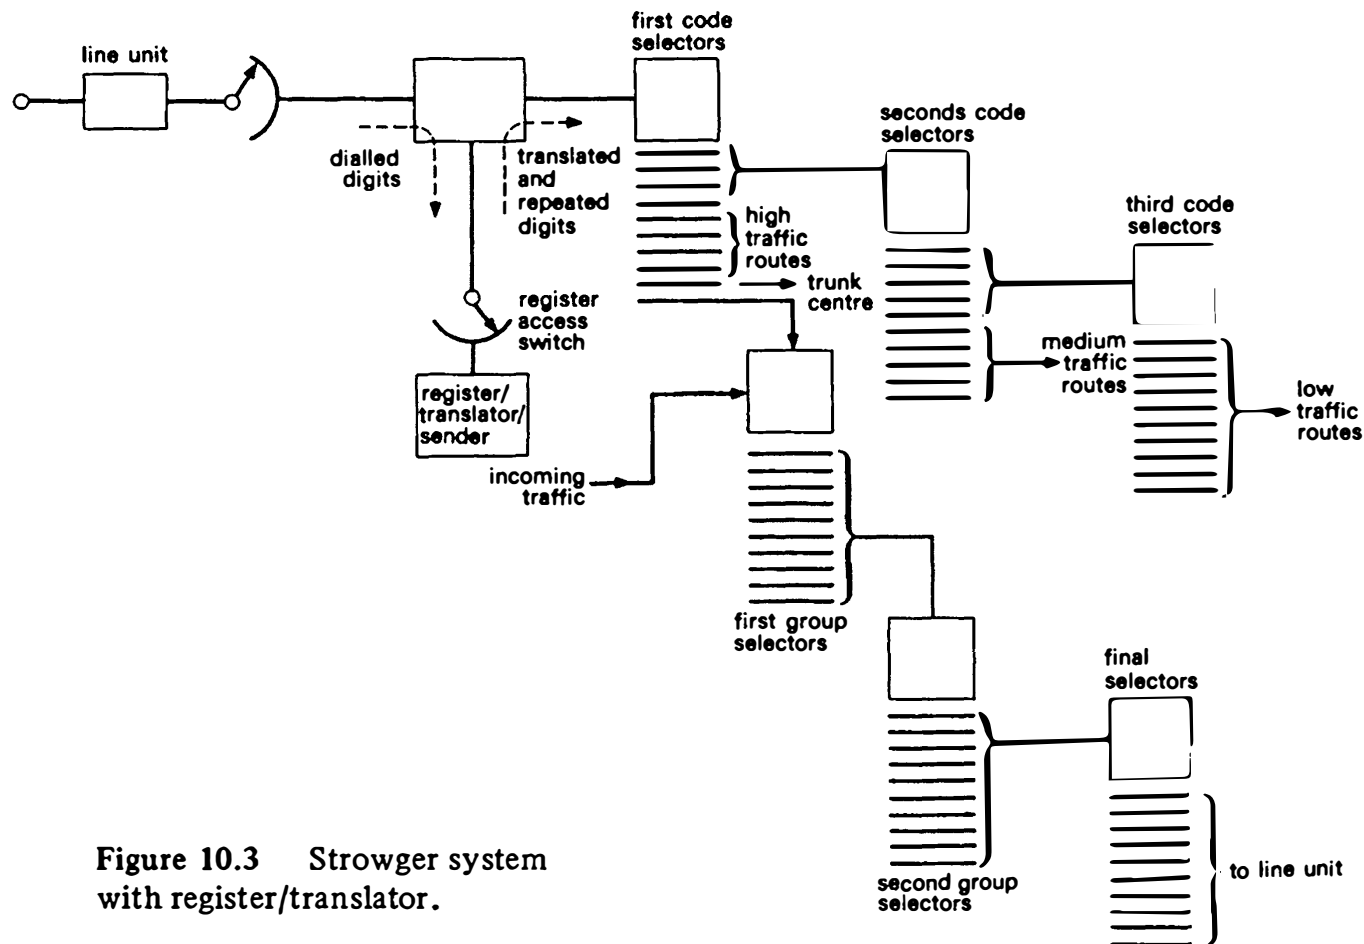 first code
selectors
line unit
seconds code
selectors
dialled
digits
translated
and
repeated
digits
high
traffic
routes
third code
selectors
trunk
centre
register
access
switch
medium
traffic
routes
register/
translator/
sender
low
traffic
routes
incoming
traffic
first group
selectors
final
selectors
second group
selectors
to line unit
Figure 10.3 Strowger system
with register/translator.